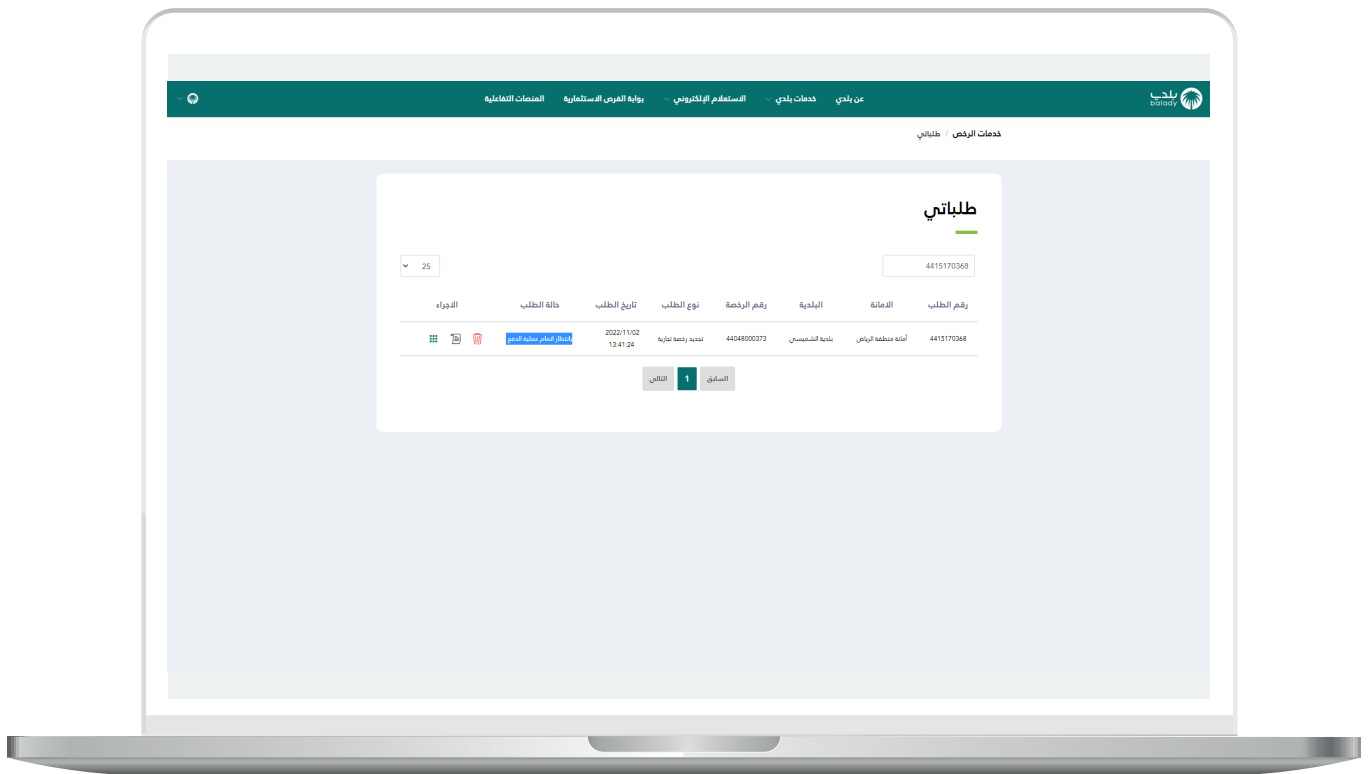 بلدي
balady
عن بلدي خدمات بلدي الاستعلام الإلكتروني بوابة الفرص الاستثمارية المنصات التفاعلية
خدمات الرخص / طلباتي
طلباتي
4415170368 25
رقم الطلب الامانة البلدية رقم الرخصة نوع الطلب تاريخ الطلب حالة الطلب الاجراء
4415170368 أمانة منطقة الرياض بلدية الشميسي 44048000373 تجديد رخصة تجارية 2022/11/02 بانتظار اتمام عملية الدفع
13:41:24
السابق 1 التالي